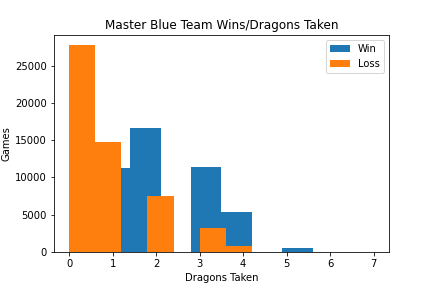 Master Blue Team Wins/Dragons Taken
Win
Loss
Games
25000
20000
15000
10000
5000
0
0 1 2 3 4 5 6 7
Dragons Taken